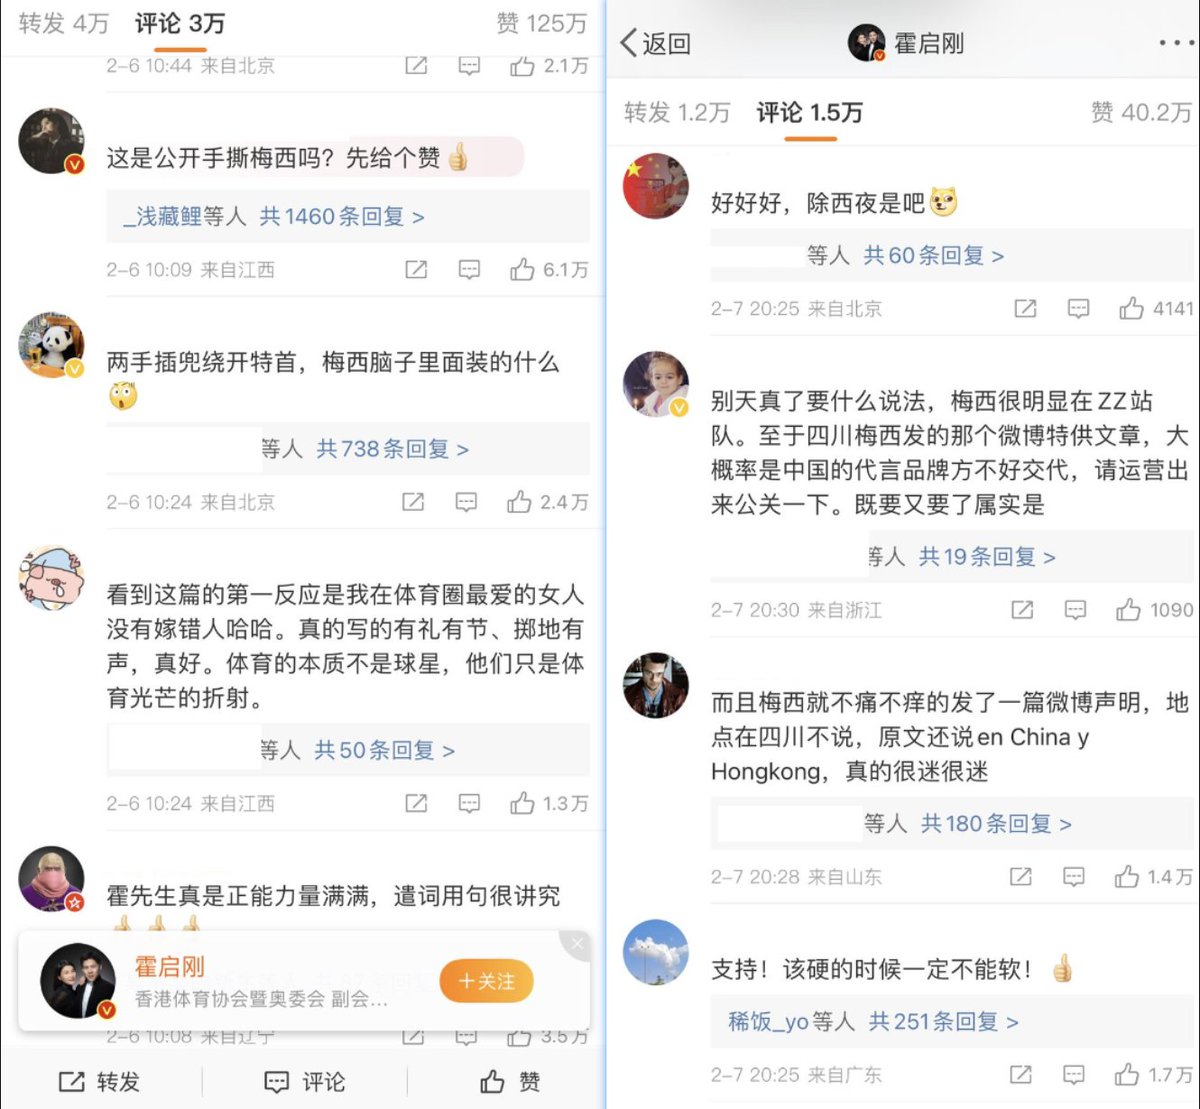 转发 4万 评论 3万 赞 125万
2-6 10:44 来自北京 2.1万
这是公开手撕梅西吗？先给个赞
_浅藏鲤等人 共1460条回复 >
2-6 10:09 来自江西 6.1万
两手插兜绕开特首，梅西脑子里面装的什么
等人 共738条回复 >
2-6 10:24 来自北京 2.4万
看到这篇的第一反应是我在体育圈最爱的女人
没有嫁错人哈哈。真的写的有礼有节、掷地有
声，真好。体育的本质不是球星，他们只是体
育光芒的折射。
等人 共50条回复 >
2-6 10:24 来自江西 1.3万
霍先生真是正能力量满满，遣词用句很讲究
霍启刚
香港体育协会暨奥委会 副会...
+关注
2-6 10:08 来自辽宁 3.5万
转发 评论 赞
返回 霍启刚
转发 1.2万 评论 1.5万 赞 40.2万
好好好，除西夜是吧
等人 共60条回复 >
2-7 20:25 来自北京 4141
别天真了要什么说法，梅西很明显在ZZ站
队。至于四川梅西发的那个微博特供文章，大
概率是中国的代言品牌方不好交代，请运营出
来公关一下。既要又要了属实是
等人 共19条回复 >
2-7 20:30 来自浙江 1090
而且梅西就不痛不痒的发了一篇微博声明，地
点在四川不说，原文还说en China y
Hongkong，真的很迷很迷
等人 共180条回复 >
2-7 20:28 来自山东 1.4万
支持！该硬的时候一定不能软！
稀饭_yo等人 共251条回复 >
2-7 20:25 来自广东 1.7万